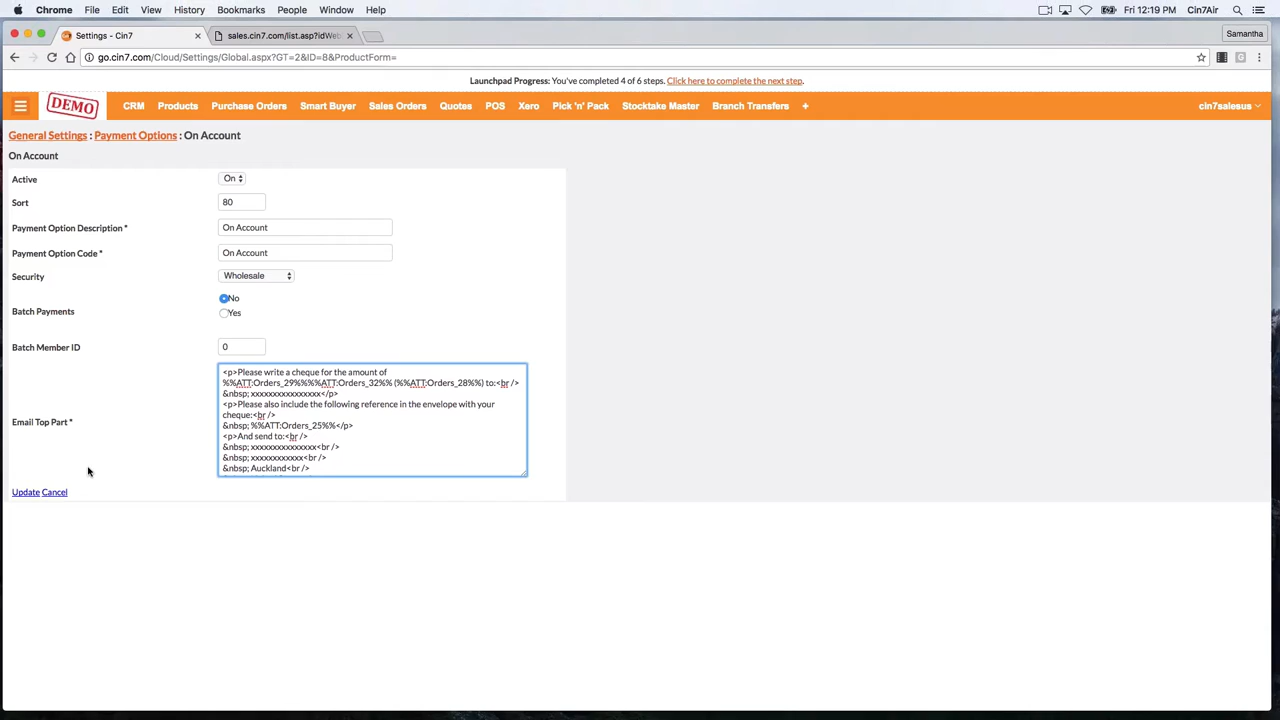 Chrome File Edit View History Bookmarks People Window Help Fri 12:19 PM Cin7Air
Settings - Cin7 sales.cin7.com/list.asp?idWeb Samantha
go.cin7.com/Cloud/Settings/Global.aspx?GT=2&ID=8&ProductForm=
Launchpad Progress: You've completed 4 of 6 steps. Click here to complete the next step.
DEMO CRM Products Purchase Orders Smart Buyer Sales Orders Quotes POS Xero Pick 'n' Pack Stocktake Master Branch Transfers + cin7salesus
General Settings : Payment Options : On Account
On Account
Active On
Sort 80
Payment Option Description * On Account
Payment Option Code * On Account
Security Wholesale
No
Batch Payments
Yes
Batch Member ID 0
<p>Please write a cheque for the amount of
%%ATT:Orders_29%%%%ATT:Orders_32%% (%%ATT:Orders_28%%) to:<br />
&nbsp; xxxxxxxxxxxxxxxx</p>
<p>Please also include the following reference in the envelope with your
cheque:<br />
Email Top Part *
&nbsp; %%ATT:Orders_25%%</p>
<p>And send to:<br />
&nbsp; xxxxxxxxxxxxxxx<br />
&nbsp; xxxxxxxxxxxx<br />
&nbsp; Auckland<br />
Update Cancel